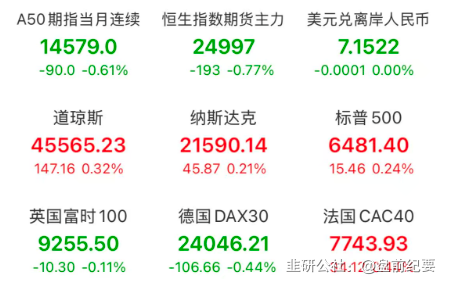 A50期指当月连续 恒生指数期货主力 美元兑离岸人民币
14579.0 24997 7.1522
-90.0 -0.61% -193 -0.77% -0.0001 0.00%
道琼斯 纳斯达克 标普500
45565.23 21590.14 6481.40
147.16 0.32% 45.87 0.21% 15.46 0.24%
英国富时100 德国DAX30 法国CAC40
9255.50 24046.21 7743.93
-10.30 -0.11% -106.66 -0.44%
韭研公社 @盘前纪要